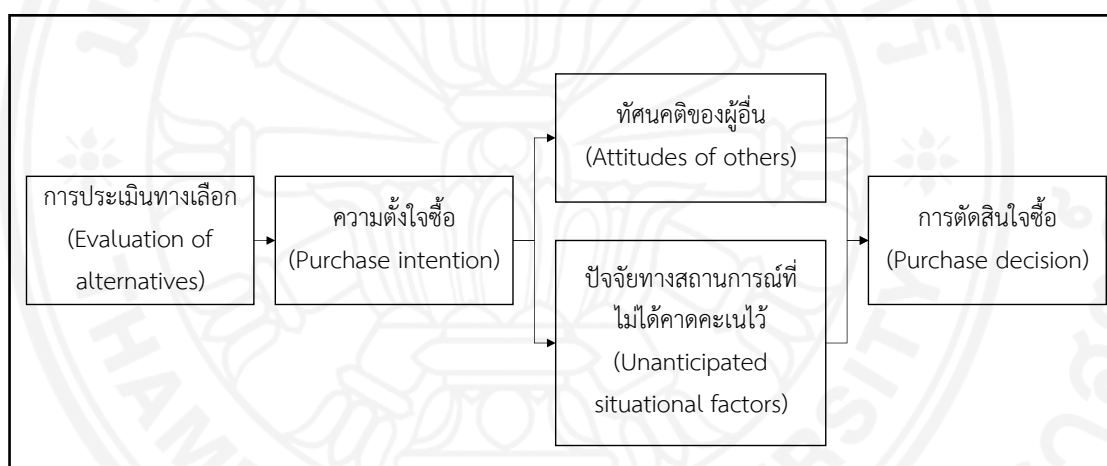 การประเมินทางเลือก
(Evaluation of
alternatives)
ความตั้งใจซื้อ
(Purchase intention)
ทัศนคติของผู้อื่น
(Attitudes of others)
ปัจจัยทางสถานการณ์ที่
ไม่ได้คาดคะเนไว้
(Unanticipated
situational factors)
การตัดสินใจซื้อ
(Purchase decision)